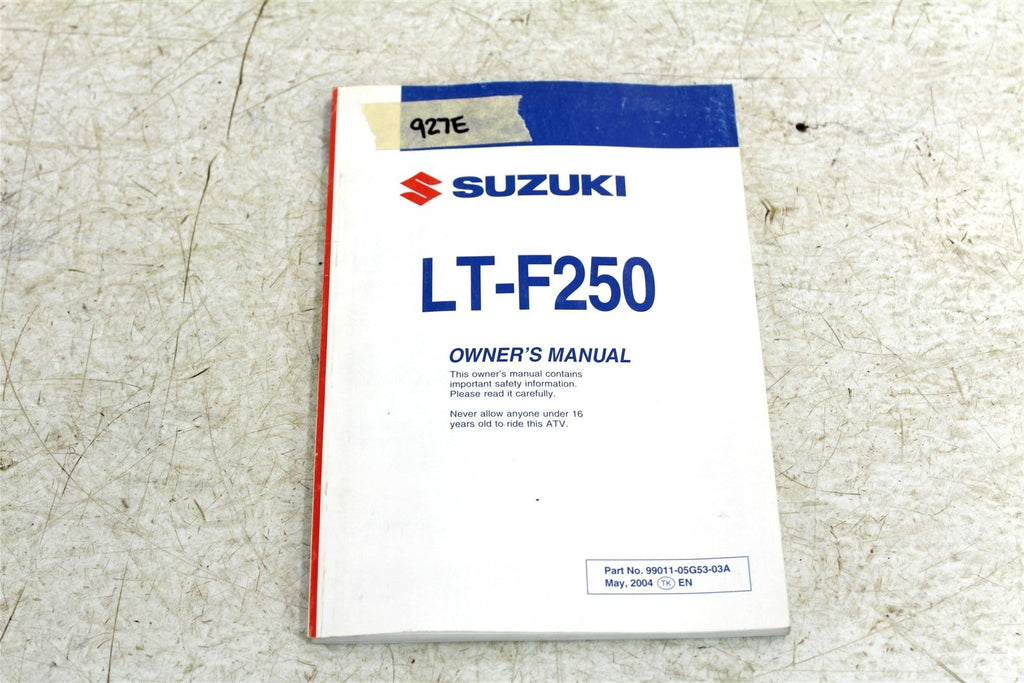 927E
SUZUKI
LT-F250
OWNER'S MANUAL
This owner's manual contains
important safety information.
Please read it carefully.
Never allow anyone under 16
years old to ride this ATV.
Part No. 99011-05G53-03A
May, 2004 TK EN